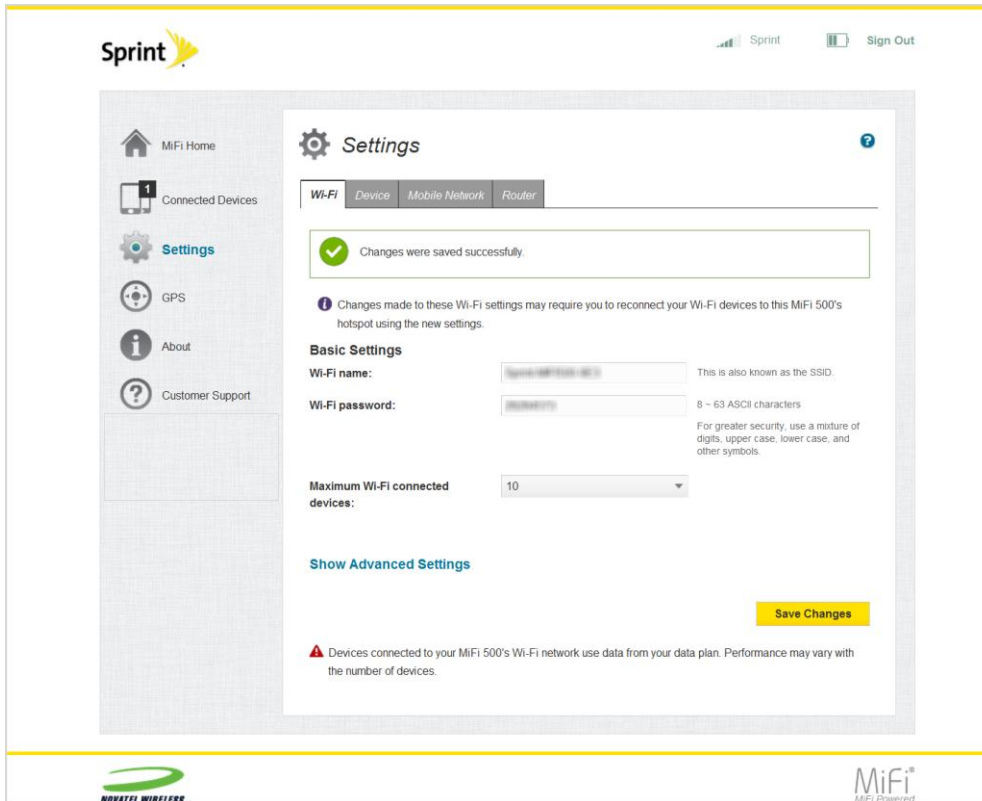 Sprint
Sprint
Sign Out
MiFi Home
1
Connected Devices
Settings
GPS
About
Customer Support
Settings
Wi-Fi
Device
Mobile Network
Router
Changes were saved successfully.
Changes made to these Wi-Fi settings may require you to reconnect your Wi-Fi devices to this MiFi 500's
hotspot using the new settings.
Basic Settings
Wi-Fi name:
This is also known as the SSID.
Wi-Fi password:
8 ~ 63 ASCII characters
For greater security, use a mixture of
digits, upper case, lower case, and
other symbols.
Maximum Wi-Fi connected
devices:
10
Show Advanced Settings
Save Changes
Devices connected to your MiFi 500's Wi-Fi network use data from your data plan. Performance may vary with
the number of devices.
NOVATEL WIRELESS
MiFi®
MiFi Powered